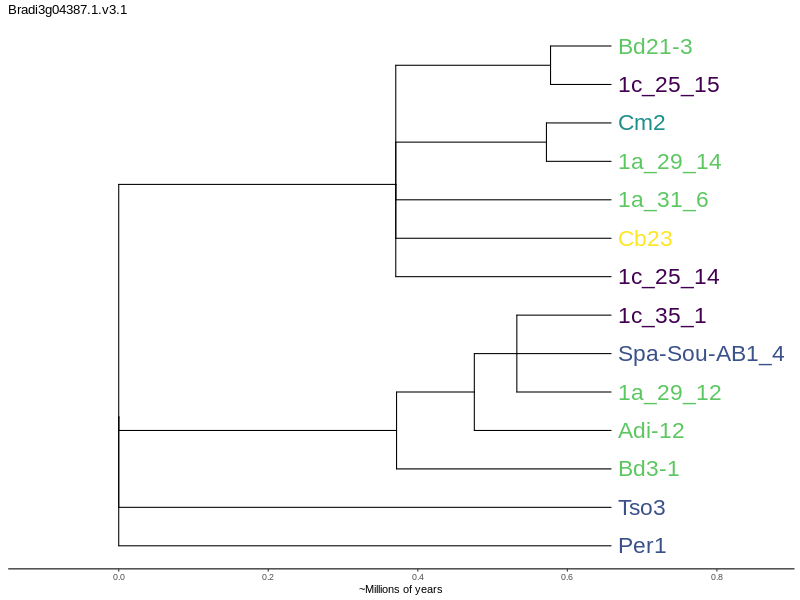 Bradi3g04387.1.v3.1
Bd21-3
1c_25_15
Cm2
1a_29_14
1a_31_6
Cb23
1c_25_14
1c_35_1
Spa-Sou-AB1_4
1a_29_12
Adi-12
Bd3-1
Tso3
Per1
0.0 0.2 0.4 0.6 0.8
~Millions of years